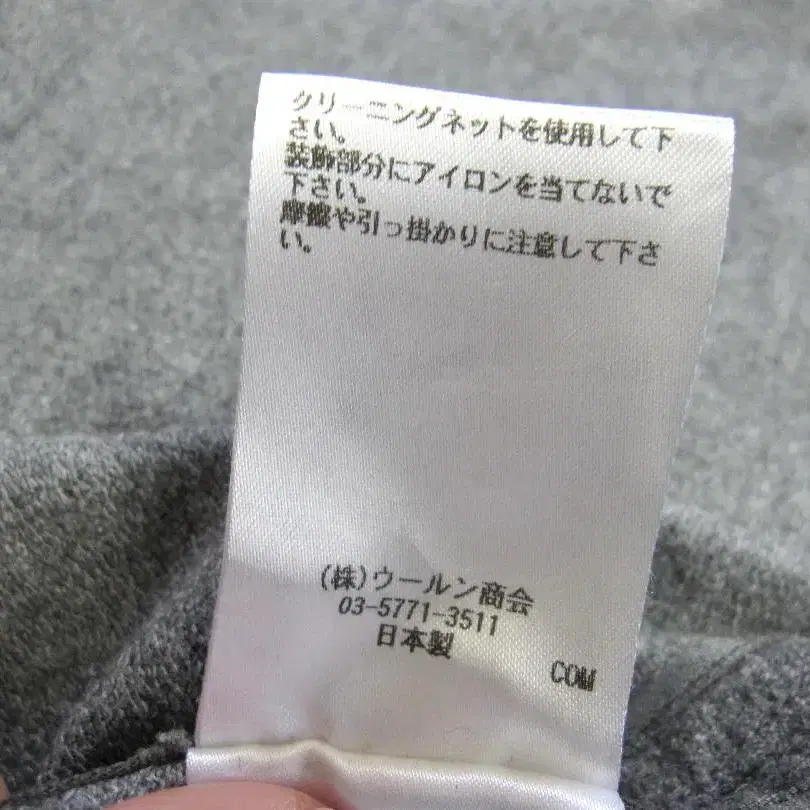 クリーニングネットを使用して下
さい。
装飾部分にアイロンを当てないで
下さい。
摩擦や引っ掛かりに注意して下さ
い。
(株)ウールン商会
03-5771-3511
日本製
COM